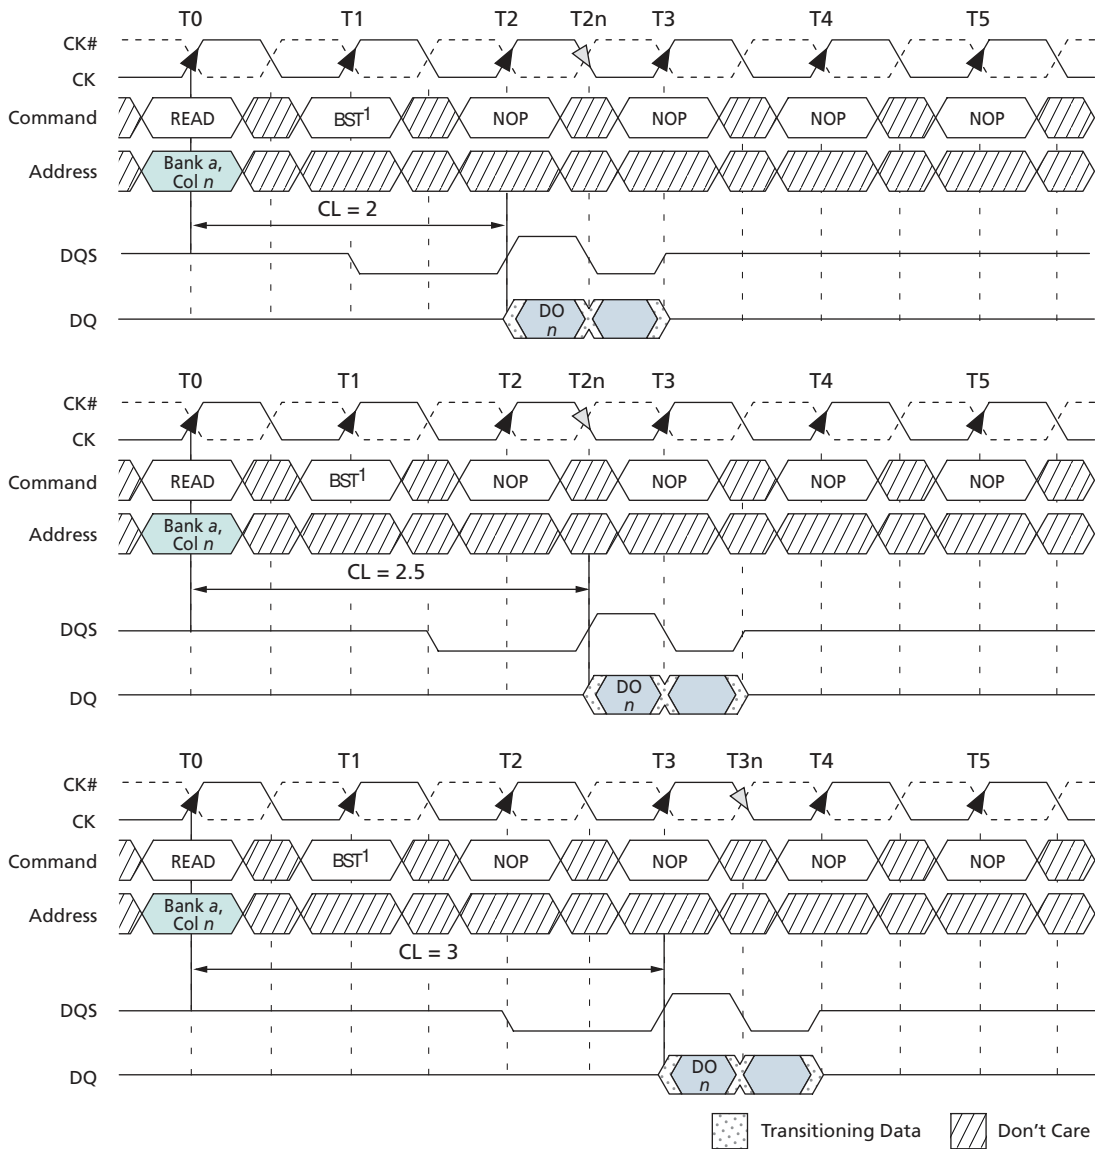 T0 T1 T2 T2n T3 T4 T5
CK#
CK
Command READ BST1 NOP NOP NOP NOP
Address Bank a,
Col n
CL = 2
DQS
DQ DO
n
T0 T1 T2 T2n T3 T4 T5
CK#
CK
Command READ BST1 NOP NOP NOP NOP
Address Bank a,
Col n
CL = 2.5
DQS
DQ DO
n
T0 T1 T2 T3 T3n T4 T5
CK#
CK
Command READ BST1 NOP NOP NOP NOP
Address Bank a,
Col n
CL = 3
DQS
DQ DO
n
Transitioning Data Don't Care